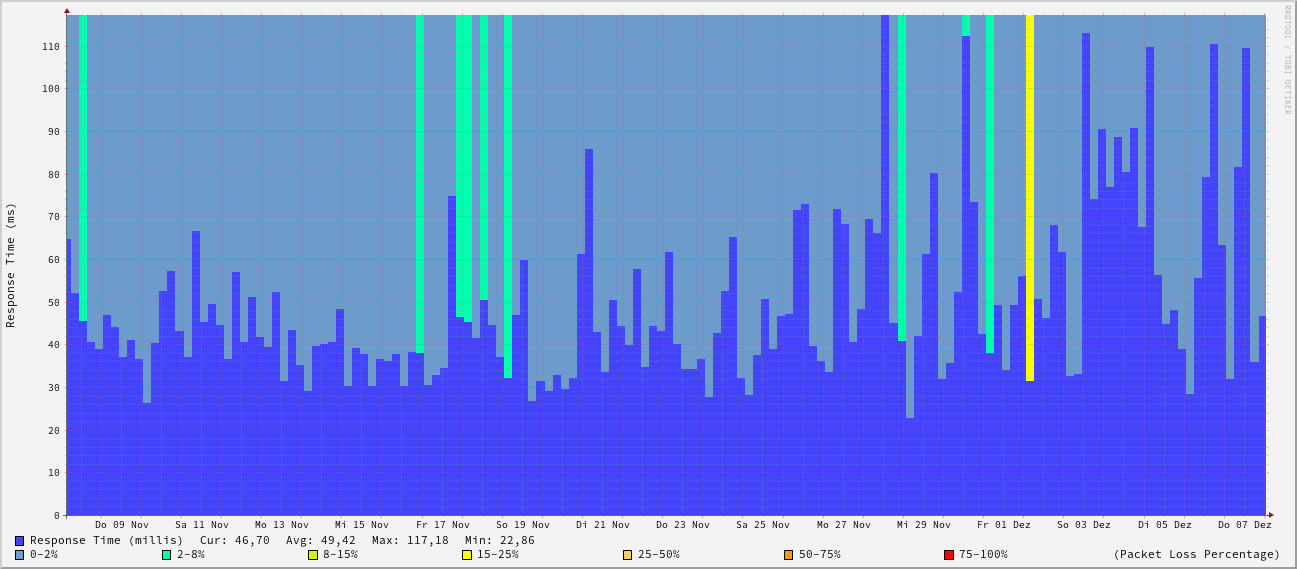 RRDTOOL / TOBI OETIKER
Response Time (ms)
110
100
90
80
70
60
50
40
30
20
10
0
Do 09 Nov Sa 11 Nov Mo 13 Nov Mi 15 Nov Fr 17 Nov So 19 Nov Di 21 Nov Do 23 Nov Sa 25 Nov Mo 27 Nov Mi 29 Nov Fr 01 Dez So 03 Dez Di 05 Dez Do 07 Dez
Response Time (millis) Cur: 46,70 Avg: 49,42 Max: 117,18 Min: 22,86
0-2% 2-8% 8-15% 15-25% 25-50% 50-75% 75-100% (Packet Loss Percentage)